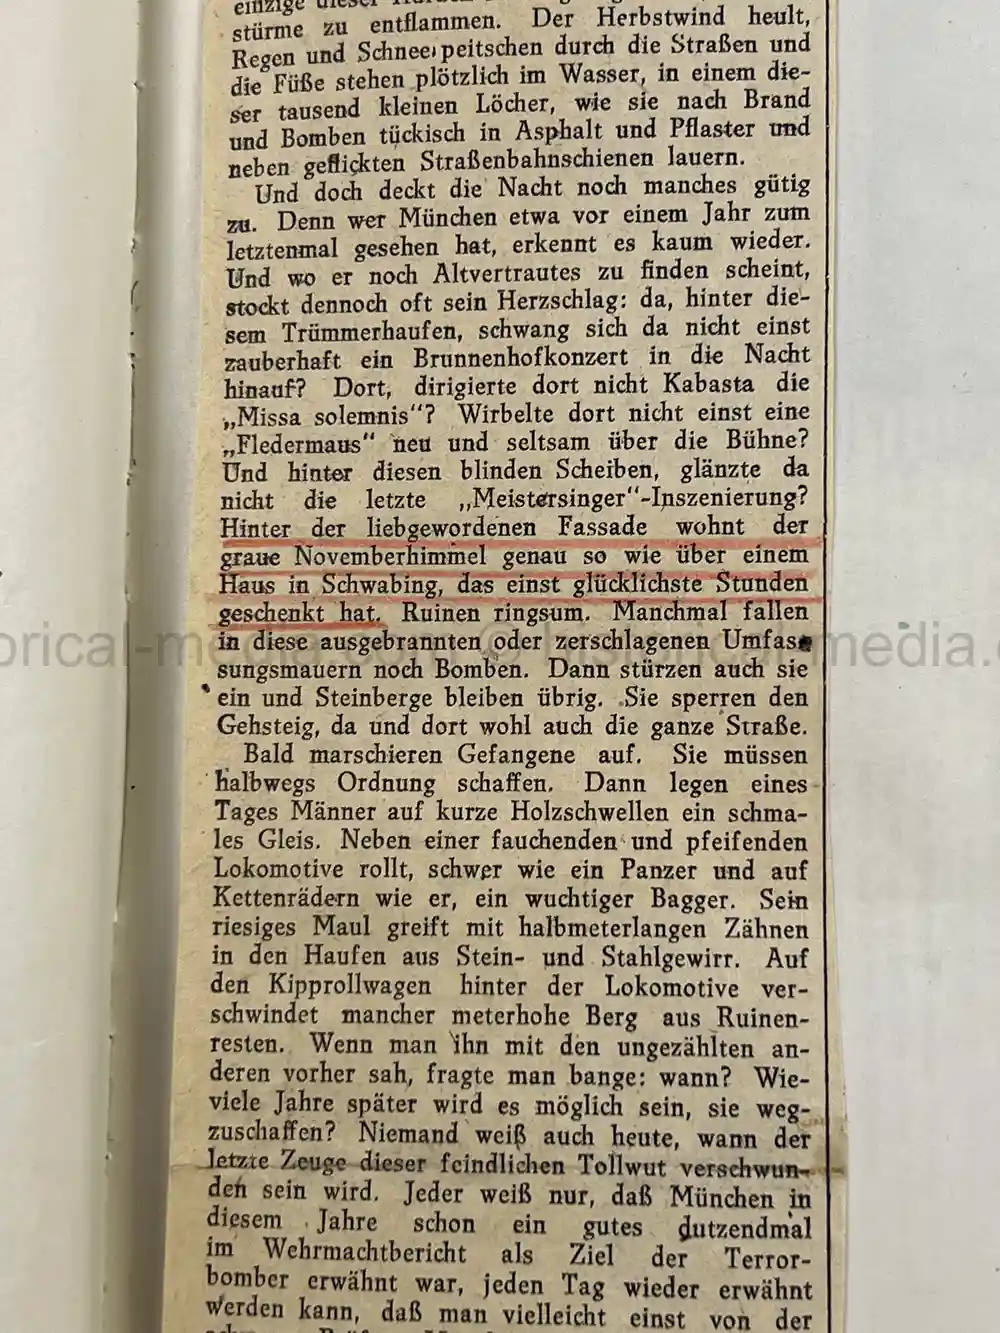 einzige dieser
stürme zu entflammen. Der Herbstwind heult,
Regen und Schnee peitschen durch die Straßen und
die Füße stehen plötzlich im Wasser, in einem die-
ser tausend kleinen Löcher, wie sie nach Brand
und Bomben tückisch in Asphalt und Pflaster und
neben geflickten Straßenbahnschienen lauern.
Und doch deckt die Nacht noch manches gütig
zu. Denn wer München etwa vor einem Jahr zum
letztenmal gesehen hat, erkennt es kaum wieder.
Und wo er noch Altvertrautes zu finden scheint,
stockt dennoch oft sein Herzschlag: da, hinter die-
sem Trümmerhaufen, schwang sich da nicht einst
zauberhaft ein Brunnenhofkonzert in die Nacht
hinauf? Dort, dirigierte dort nicht Kabasta die
„Missa solemnis“? Wirbelte dort nicht einst eine
„Fledermaus“ neu und seltsam über die Bühne?
Und hinter diesen blinden Scheiben, glänzte da
nicht die letzte „Meistersinger“-Inszenierung?
Hinter der liebgewordenen Fassade wohnt der
graue Novemberhimmel genau so wie über einem
Haus in Schwabing, das einst glücklichste Stunden
geschenkt hat. Ruinen ringsum. Manchmal fallen
in diese ausgebrannten oder zerschlagenen Umfas-
sungsmauern noch Bomben. Dann stürzen auch sie
ein und Steinberge bleiben übrig. Sie sperren den
Gehsteig, da und dort wohl auch die ganze Straße.
Bald marschieren Gefangene auf. Sie müssen
halbwegs Ordnung schaffen. Dann legen eines
Tages Männer auf kurze Holzschwellen ein schma-
les Gleis. Neben einer fauchenden und pfeifenden
Lokomotive rollt, schwer wie ein Panzer und auf
Kettenrädern wie er, ein wuchtiger Bagger. Sein
riesiges Maul greift mit halbmeterlangen Zähnen
in den Haufen aus Stein- und Stahlgewirr. Auf
den Kipprollwagen hinter der Lokomotive ver-
schwindet mancher meterhohe Berg aus Ruinen-
resten. Wenn man ihn mit den ungezählten an-
deren vorher sah, fragte man bange: wann? Wie-
viele Jahre später wird es möglich sein, sie weg-
zuschaffen? Niemand weiß auch heute, wann der
letzte Zeuge dieser feindlichen Tollwut verschwun-
den sein wird. Jeder weiß nur, daß München in
diesem Jahre schon ein gutes dutzendmal
im Wehrmachtbericht als Ziel der Terror-
bomber erwähnt war, jeden Tag wieder erwähnt
werden kann, daß man vielleicht einst von der